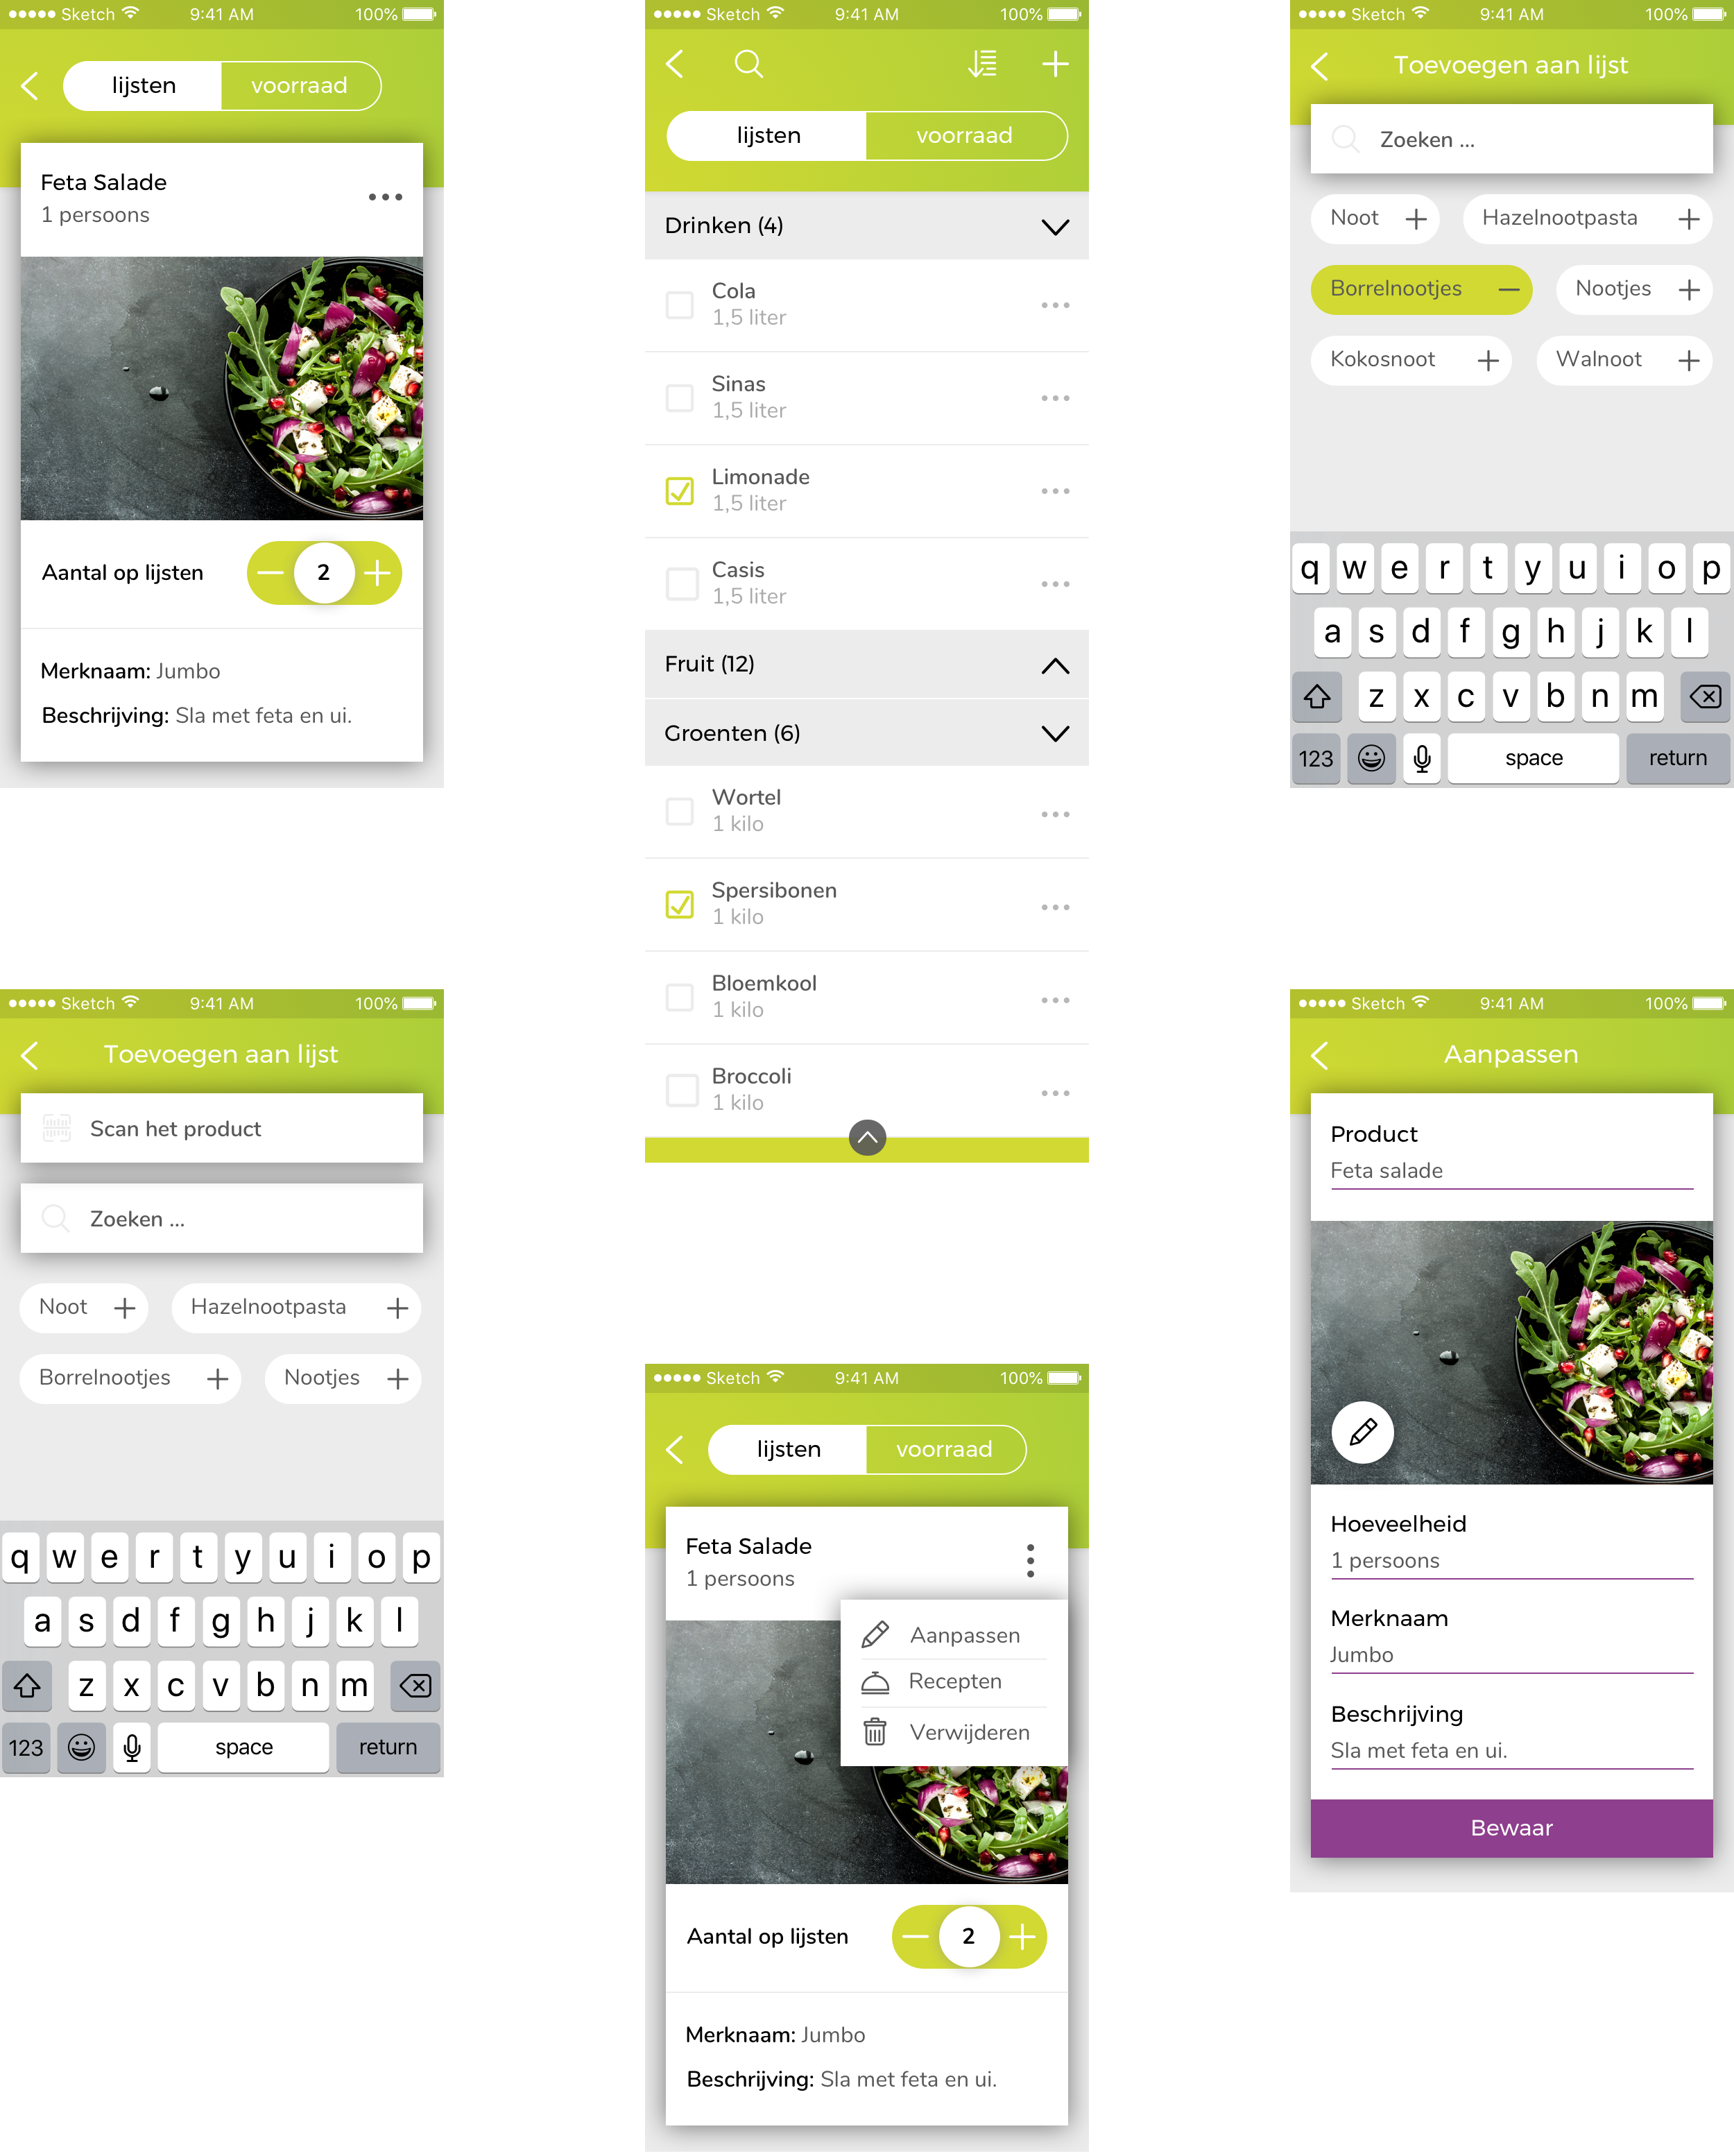 Sketch 9:41 AM 100%
lijsten voorraad
Feta Salade
1 persoons
Aantal op lijsten 2
Merknaam: Jumbo
Beschrijving: Sla met feta en ui.
Sketch 9:41 AM 100%
lijsten voorraad
Drinken (4)
Cola
1,5 liter
Sinas
1,5 liter
Limonade
1,5 liter
Casis
1,5 liter
Fruit (12)
Groenten (6)
Wortel
1 kilo
Spersibonen
1 kilo
Bloemkool
1 kilo
Broccoli
1 kilo
Sketch 9:41 AM 100%
Toevoegen aan lijst
Zoeken ...
Noot Hazelnootpasta
Borrelnootjes Nootjes
Kokosnoot Walnoot
q w e r t y u i o p
a s d f g h j k l
z x c v b n m
123 space return
Sketch 9:41 AM 100%
Toevoegen aan lijst
Scan het product
Zoeken ...
Noot Hazelnootpasta
Borrelnootjes Nootjes
q w e r t y u i o p
a s d f g h j k l
z x c v b n m
123 space return
Sketch 9:41 AM 100%
lijsten voorraad
Feta Salade
1 persoons
Aanpassen
Recepten
Verwijderen
Aantal op lijsten 2
Merknaam: Jumbo
Beschrijving: Sla met feta en ui.
Sketch 9:41 AM 100%
Aanpassen
Product
Feta salade
Hoeveelheid
1 persoons
Merknaam
Jumbo
Beschrijving
Sla met feta en ui.
Bewaar